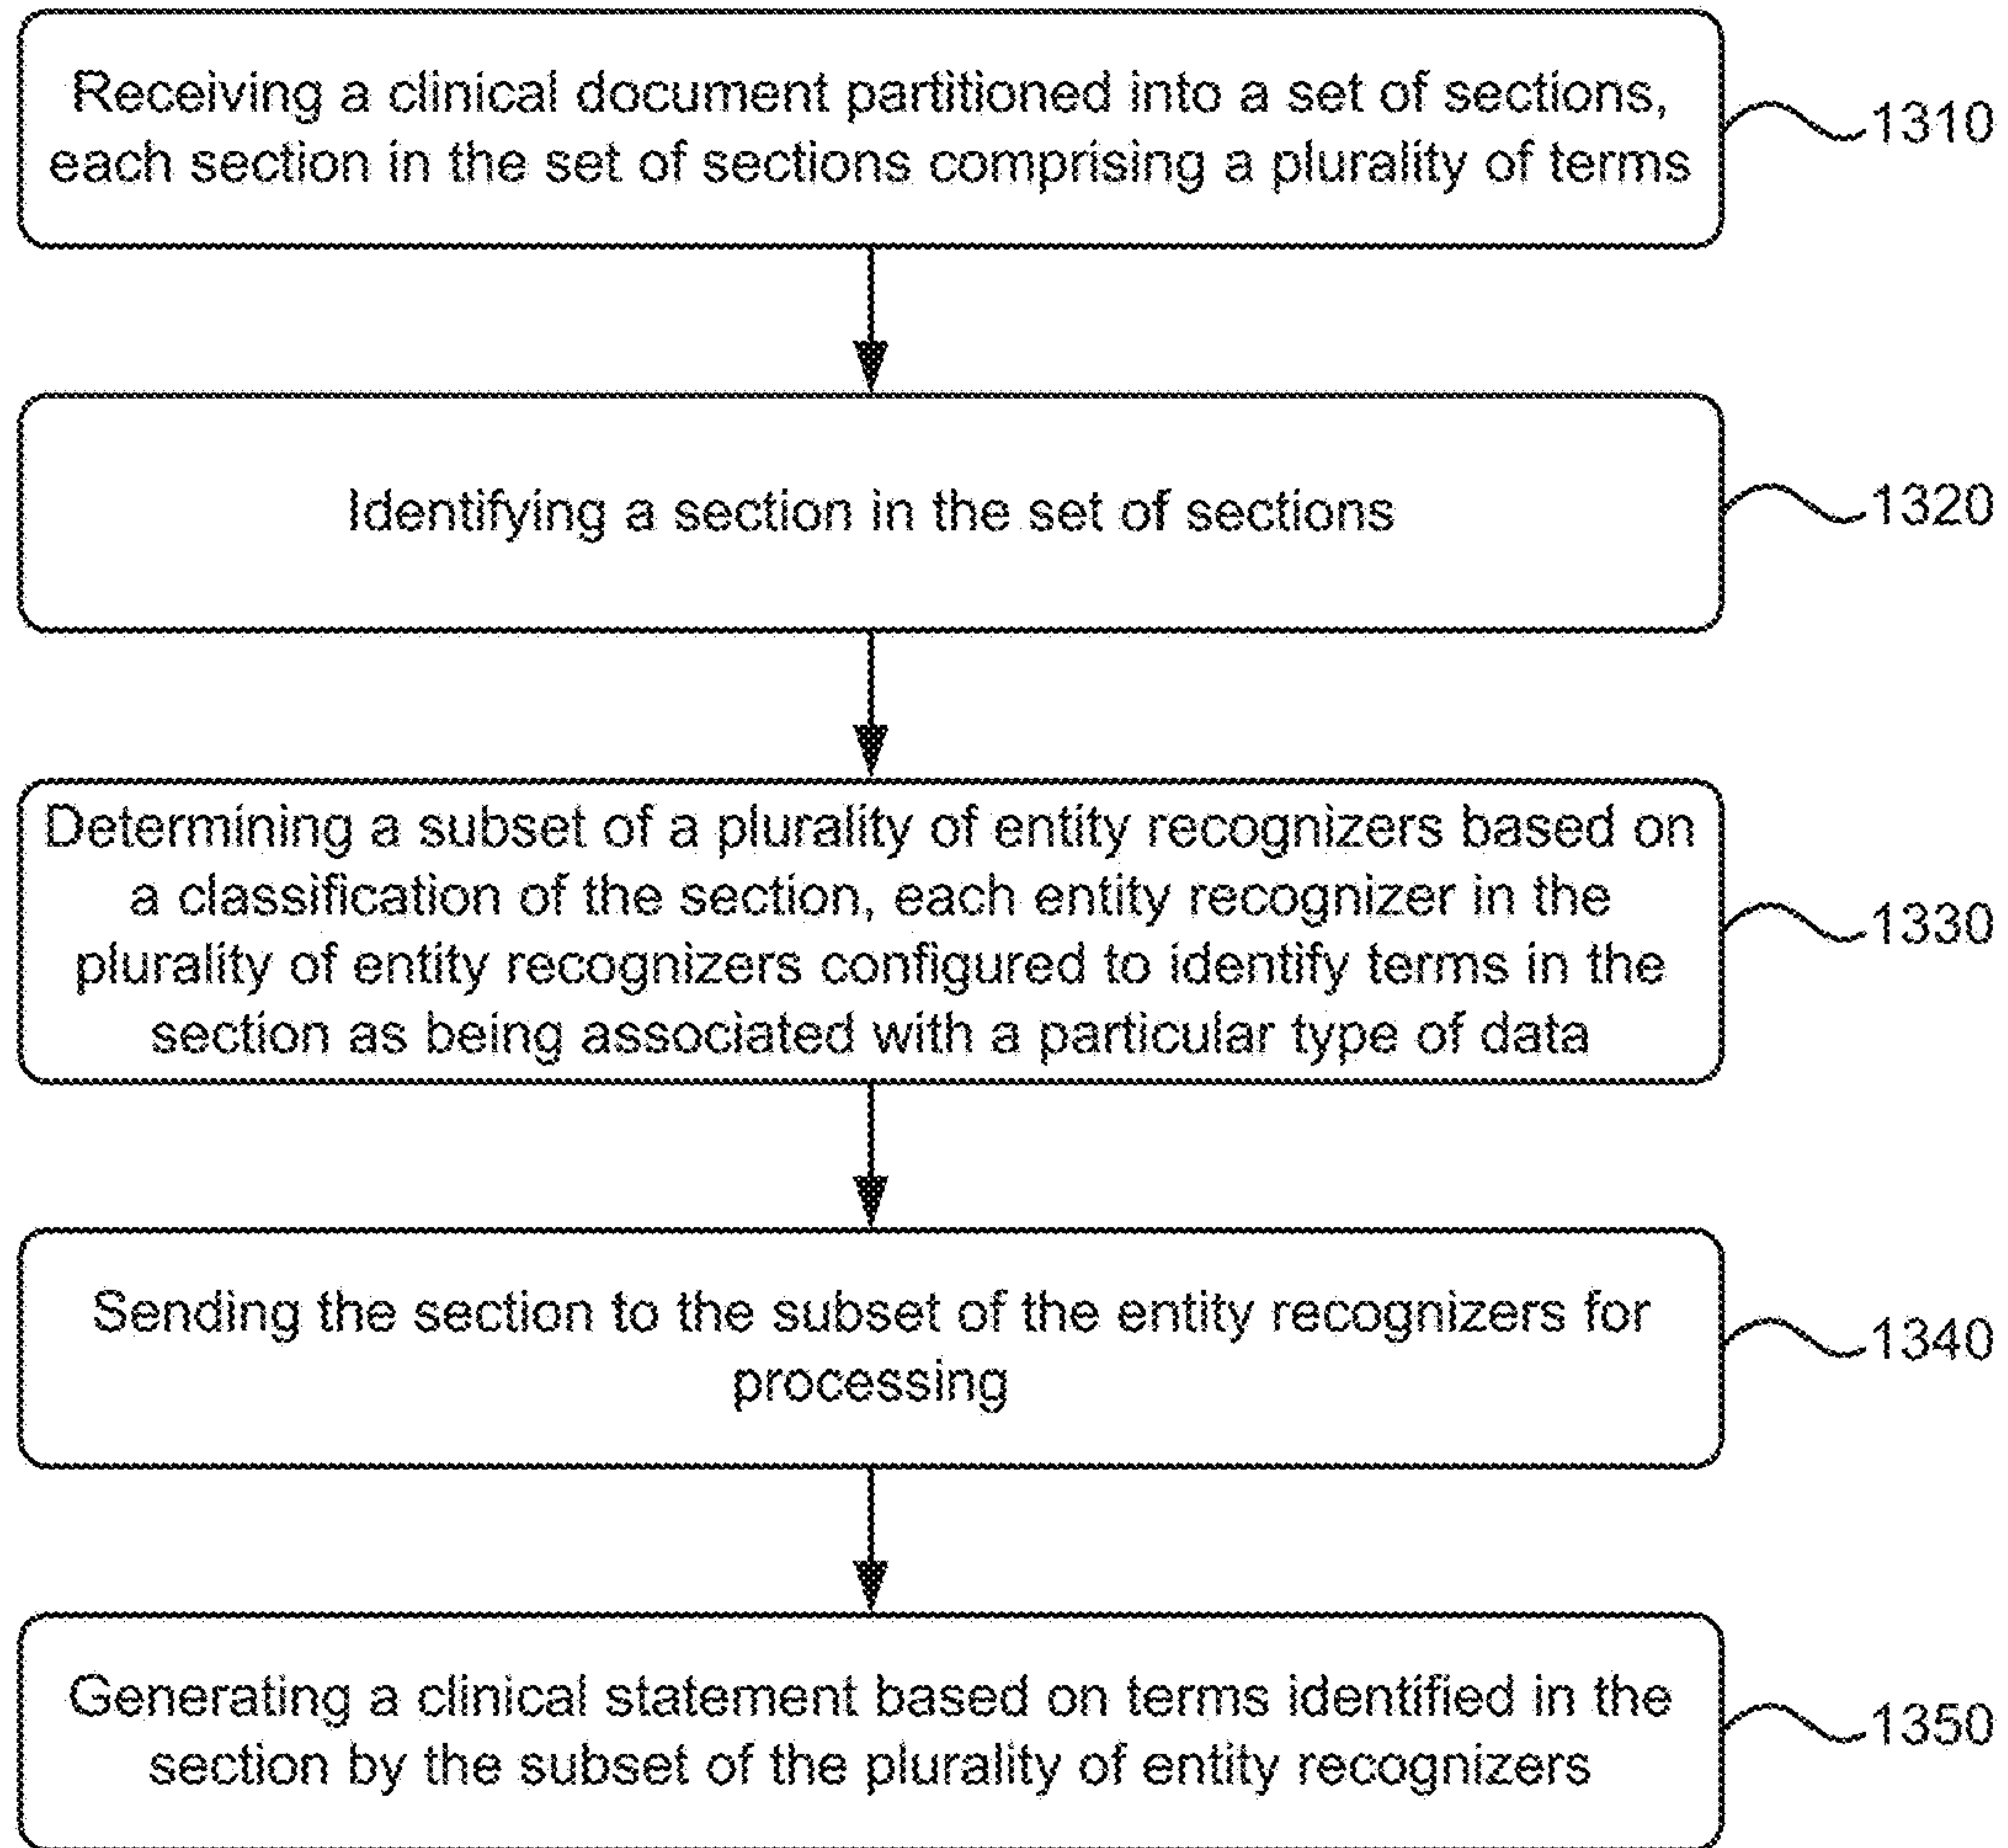 Receiving a clinical document partitioned into a set of sections,
each section in the set of sections comprising a plurality of terms
1310
Identifying a section in the set of sections
1320
Determining a subset of a plurality of entity recognizers based on
a classification of the section, each entity recognizer in the
plurality of entity recognizers configured to identify terms in the
section as being associated with a particular type of data
1330
Sending the section to the subset of the entity recognizers for
processing
1340
Generating a clinical statement based on terms identified in the
section by the subset of the plurality of entity recognizers
1350